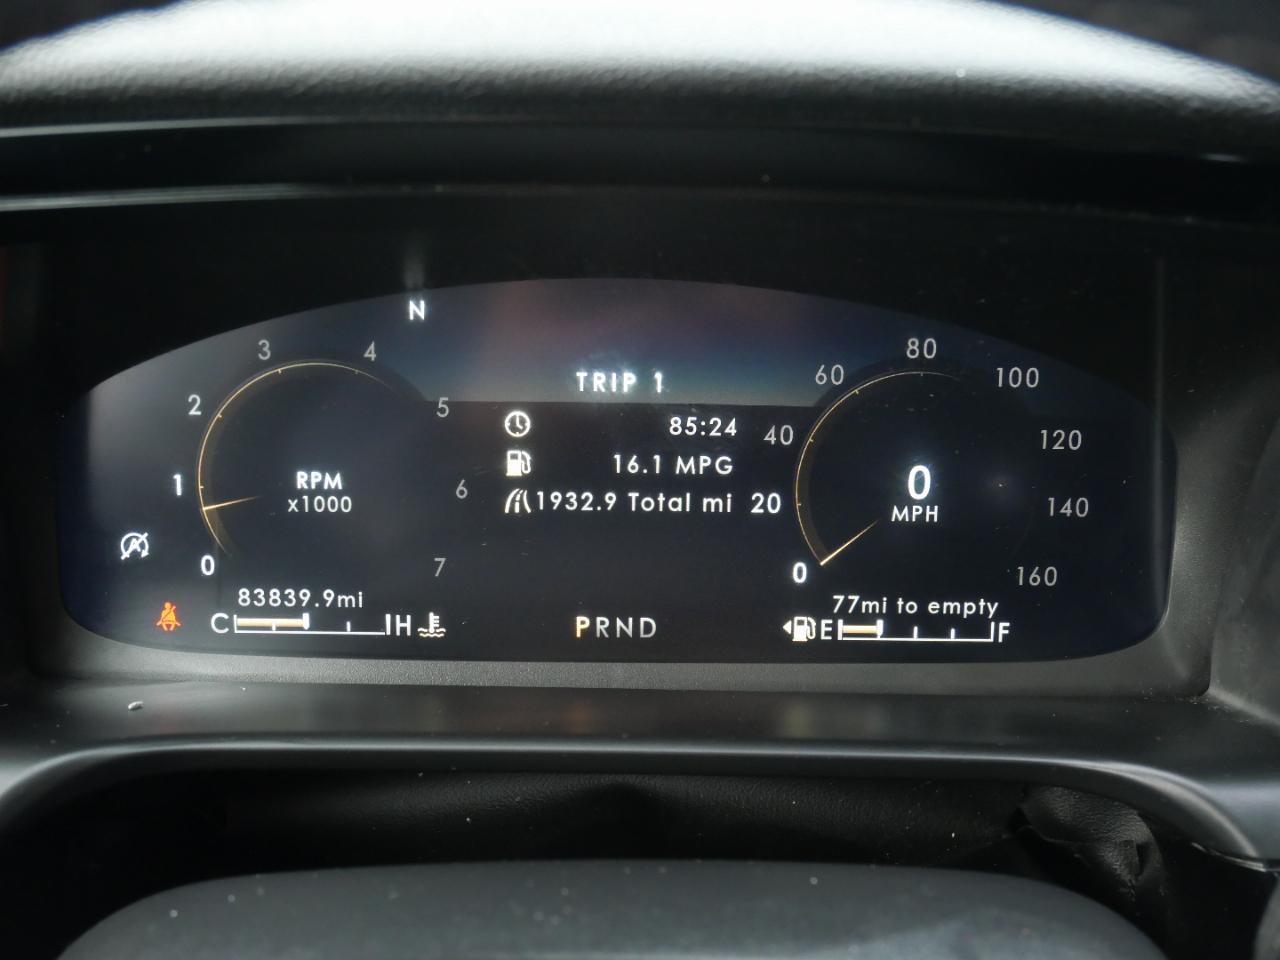 N
TRIP 1
85:24
16.1 MPG
1932.9 Total mi
0
1
2
3
4
5
6
7
RPM
x1000
0
20
40
60
80
100
120
140
160
0
MPH
83839.9mi
C H
PRND
77mi to empty
E F